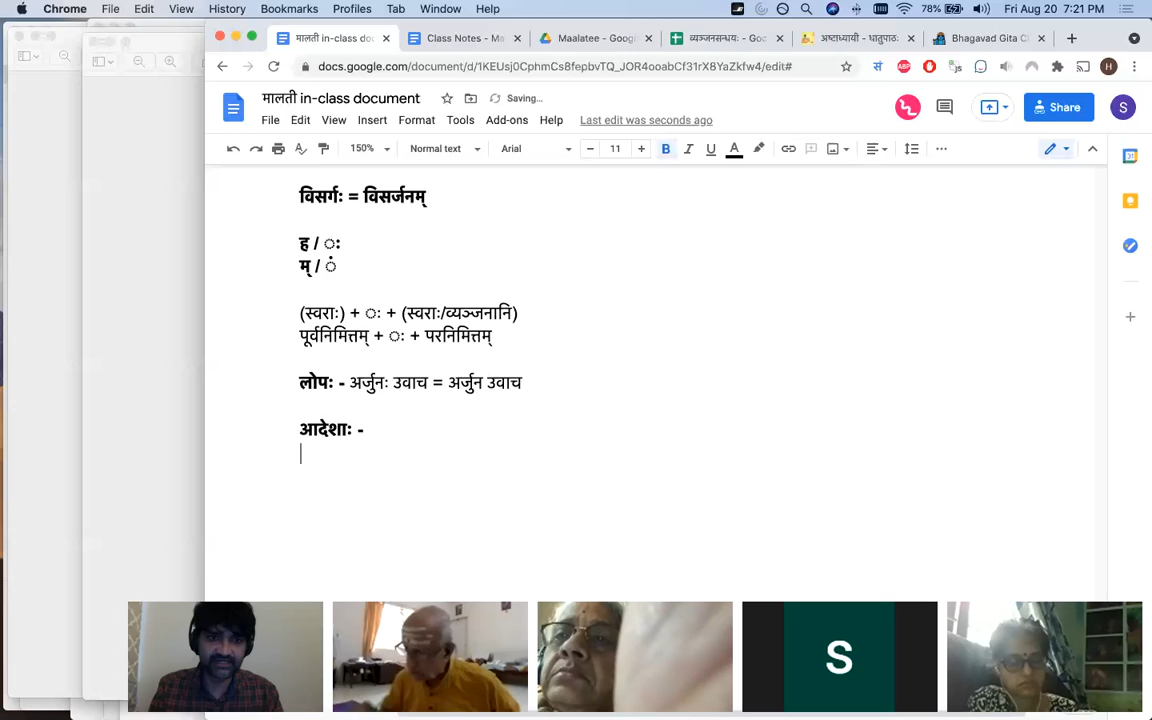 Chrome File Edit View History Bookmarks Profiles Tab Window Help 78% Fri Aug 20 7:21 PM
मालती in-class doc Class Notes - Ma Maalatee - Googl व्यञ्जनसन्धयः - Goo अष्टाध्यायी - धातुपाठः Bhagavad Gita Cl
docs.google.com/document/d/1KEUsj0CphmCs8fepbvTQ_JOR4ooabCf31rX8YaZkfw4/edit# सं ABP js H
मालती in-class document Saving... Share S
File Edit View Insert Format Tools Add-ons Help Last edit was seconds ago
150% Normal text Arial 11 B I U A
विसर्गः = विसर्जनम्
ह / ः
म् / ं
(स्वराः) + ः + (स्वराः/व्यञ्जनानि)
पूर्वनिमित्तम् + ः + परनिमित्तम्
लोपः - अर्जुनः उवाच = अर्जुन उवाच
आदेशाः -
S